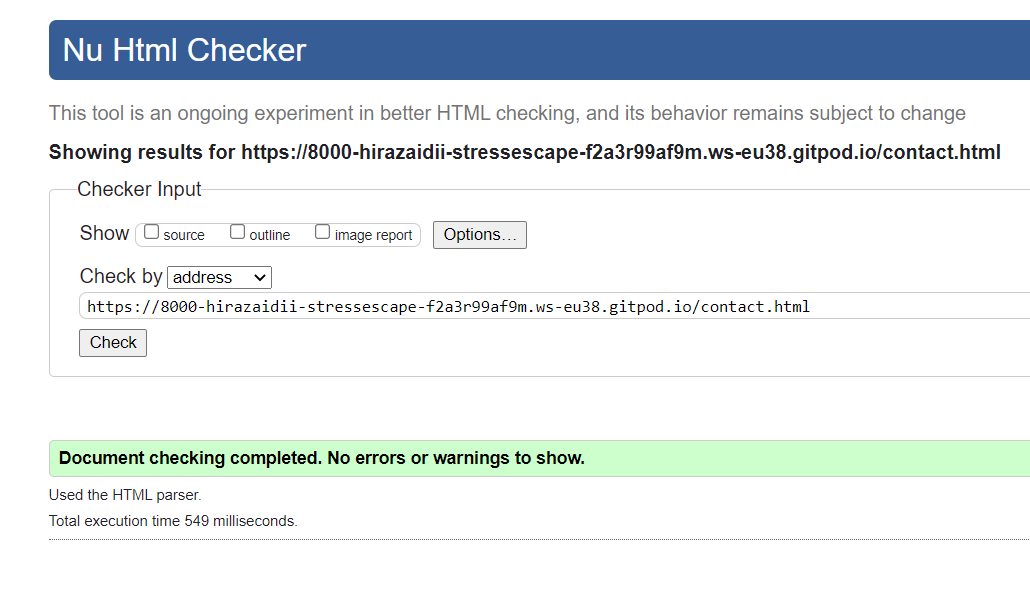 Nu Html Checker
This tool is an ongoing experiment in better HTML checking, and its behavior remains subject to change
Showing results for https://8000-hirazaidii-stressescape-f2a3r99af9m.ws-eu38.gitpod.io/contact.html
Checker Input
Show source outline image report Options...
Check by address
https://8000-hirazaidii-stressescape-f2a3r99af9m.ws-eu38.gitpod.io/contact.html
Check
Document checking completed. No errors or warnings to show.
Used the HTML parser.
Total execution time 549 milliseconds.